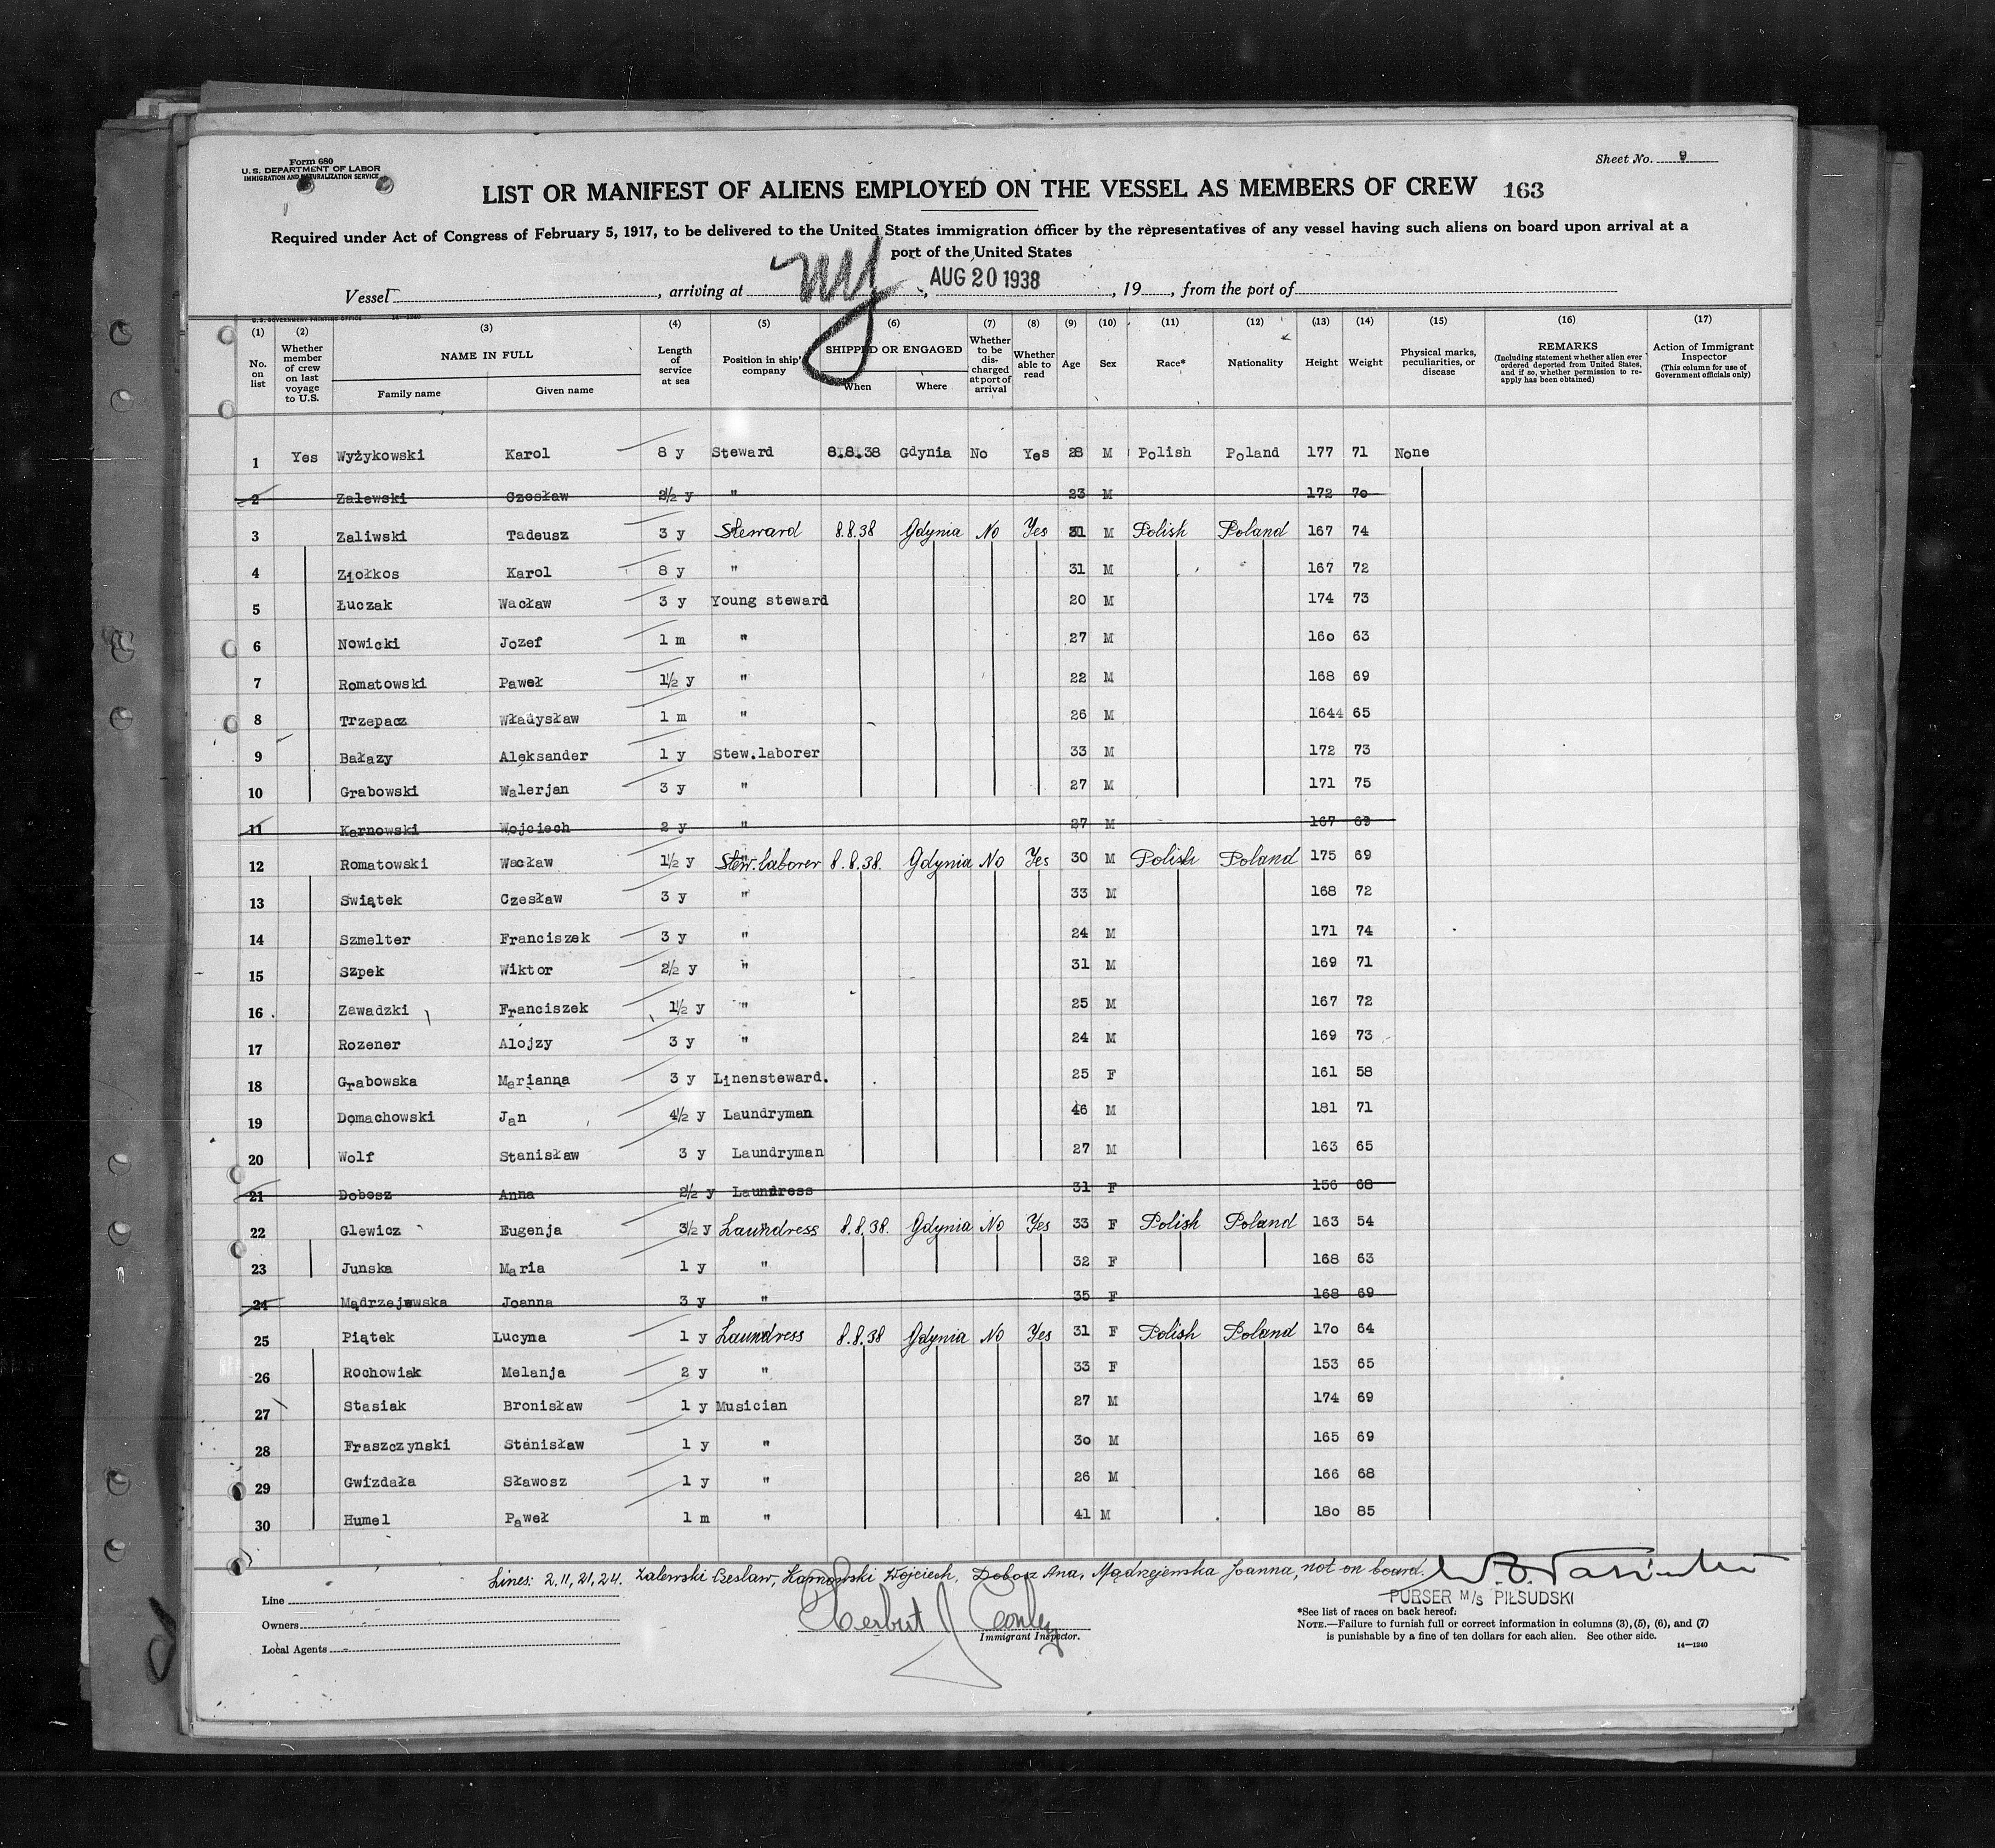 Form 680
U.S. DEPARTMENT OF LABOR
IMMIGRATION AND NATURALIZATION SERVICE
Sheet No. 9
LIST OR MANIFEST OF ALIENS EMPLOYED ON THE VESSEL AS MEMBERS OF CREW 163
Required under Act of Congress of February 5, 1917, to be delivered to the United States immigration officer by the representatives of any vessel having such aliens on board upon arrival at a
port of the United States
Vessel , arriving at NY , AUG 20 1938 , 19 , from the port of
U.S. GOVERNMENT PRINTING OFFICE 14—1240
(1) (2) (3) (4) (5) (6) (7) (8) (9) (10) (11) (12) (13) (14) (15) (16) (17)
No. on list
Whether member of crew on last voyage to U.S.
NAME IN FULL
Family name Given name
Length of service at sea
Position in ship's company
SHIPPED OR ENGAGED
When Where
Whether to be discharged at port of arrival
Whether able to read
Age
Sex
Race*
Nationality
Height
Weight
Physical marks, peculiarities, or disease
REMARKS
(Including statement whether alien ever ordered deported from United States, and if so, whether permission to reapply has been obtained)
Action of Immigrant Inspector
(This column for use of Government officials only)
1 Yes Wyżykowski Karol 8 y Steward 8.8.38 Gdynia No Yes 28 M Polish Poland 177 71 None
2 Zalewski Czesław 2½ y " 23 M 172 70
3 Zaliwski Tadeusz 3 y Steward 8.8.38 Gdynia No Yes 31 M Polish Poland 167 74
4 Ziołkos Karol 8 y " 31 M 167 72
5 Łuczak Wacław 3 y Young steward 20 M 174 73
6 Nowicki Jozef 1 m " 27 M 160 63
7 Romatowski Paweł 1½ y " 22 M 168 69
8 Trzepacz Władysław 1 m " 26 M 1644 65
9 Bałazy Aleksander 1 y Stew.laborer 33 M 172 73
10 Grabowski Walerjan 3 y " 27 M 171 75
11 Karnowski Wojciech 2 y " 27 M 167 69
12 Romatowski Wacław 1½ y Stew. laborer 8.8.38. Gdynia No Yes 30 M Polish Poland 175 69
13 Swiątek Czesław 3 y " 33 M 168 72
14 Szmelter Franciszek 3 y " 24 M 171 74
15 Szpek Wiktor 2½ y " 31 M 169 71
16 Zawadzki Franciszek 1½ y " 25 M 167 72
17 Rozener Alojzy 3 y " 24 M 169 73
18 Grabowska Marianna 3 y Linensteward. 25 F 161 58
19 Domachowski Jan 4½ y Laundryman 46 M 181 71
20 Wolf Stanisław 3 y Laundryman 27 M 163 65
21 Dobosz Anna 2½ y Laundress 31 F 156 68
22 Glewicz Eugenja 3½ y Laundress 8.8.38. Gdynia No Yes 33 F Polish Poland 163 54
23 Junska Maria 1 y " 32 F 168 63
24 Mądrzejewska Joanna 3 y " 35 F 168 69
25 Piątek Lucyna 1 y Laundress 8.8.38 Gdynia No Yes 31 F Polish Poland 170 64
26 Rochowiak Melanja 2 y " 33 F 153 65
27 Stasiak Bronisław 1 y Musician 27 M 174 69
28 Fraszczynski Stanisław 1 y " 30 M 165 69
29 Gwizdała Sławosz 1 y " 26 M 166 68
30 Humel Paweł 1 m " 41 M 180 85
Lines: 2.11,21,24. Zalewski Czeslaw, Karnowski Wojciech, Dobosz Ana, Mądrzejewska Joanna, not on board.
Line
Owners
Local Agents
Herbert J Conley
Immigrant Inspector.
PURSER M/S PIŁSUDSKI
*See list of races on back hereof.
NOTE.—Failure to furnish full or correct information in columns (3), (5), (6), and (7)
is punishable by a fine of ten dollars for each alien. See other side.
14—1240